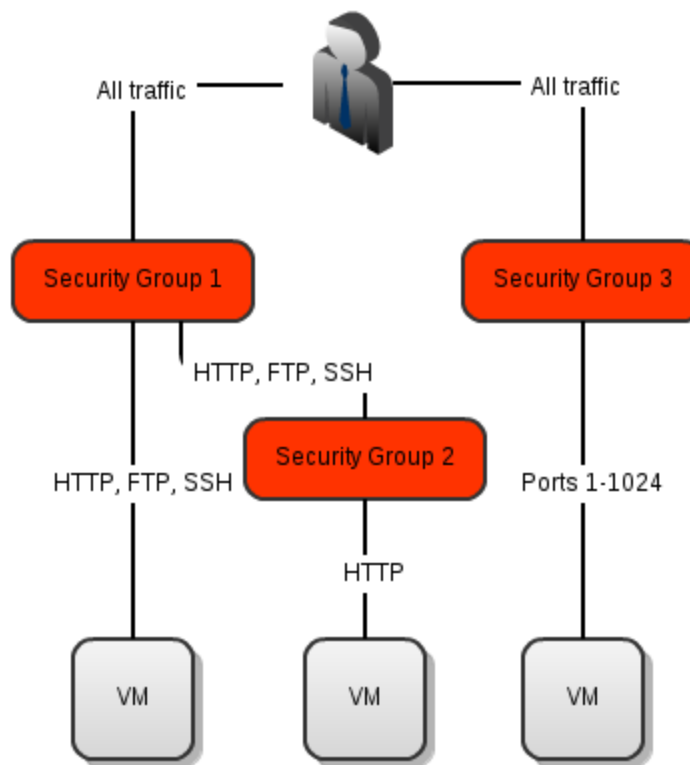 All traffic
All traffic
Security Group 1
Security Group 3
HTTP, FTP, SSH
Security Group 2
HTTP, FTP, SSH
Ports 1-1024
HTTP
VM
VM
VM